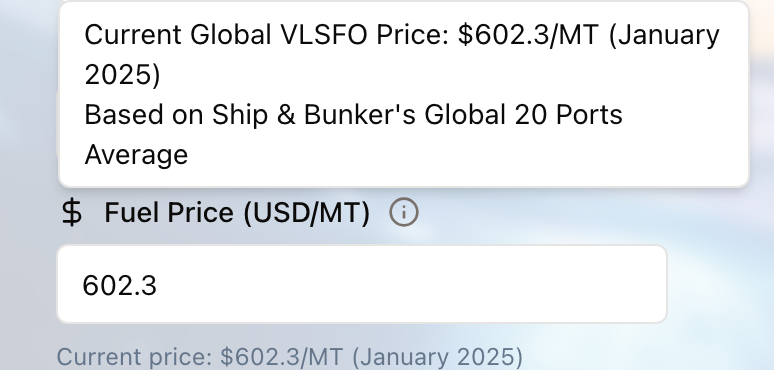 Current Global VLSFO Price: $602.3/MT (January
2025)
Based on Ship & Bunker's Global 20 Ports
Average
$ Fuel Price (USD/MT)
602.3
Current price: $602.3/MT (January 2025)